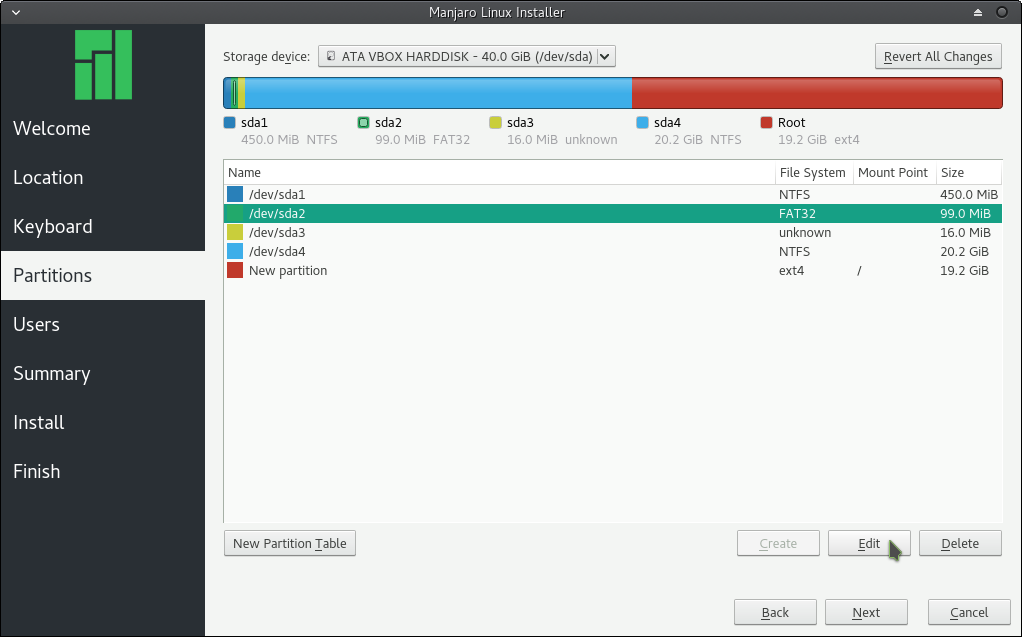 Manjaro Linux Installer
Welcome
Location
Keyboard
Partitions
Users
Summary
Install
Finish
Storage device: ATA VBOX HARDDISK - 40.0 GiB (/dev/sda) Revert All Changes
sda1 sda2 sda3 sda4 Root
450.0 MiB NTFS 99.0 MiB FAT32 16.0 MiB unknown 20.2 GiB NTFS 19.2 GiB ext4
Name File System Mount Point Size
/dev/sda1 NTFS 450.0 MiB
/dev/sda2 FAT32 99.0 MiB
/dev/sda3 unknown 16.0 MiB
/dev/sda4 NTFS 20.2 GiB
New partition ext4 / 19.2 GiB
New Partition Table Create Edit Delete
Back Next Cancel